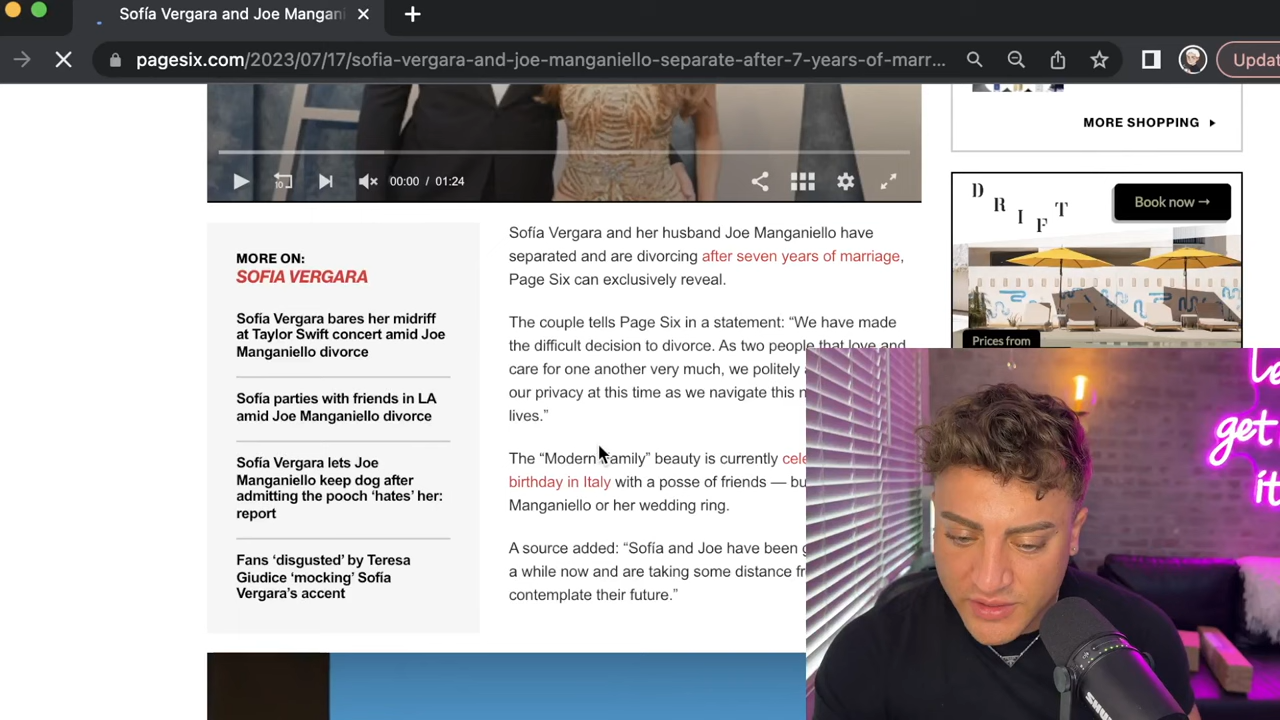 Sofía Vergara and Joe Mangani
pagesix.com/2023/07/17/sofia-vergara-and-joe-manganiello-separate-after-7-years-of-marr...
Updat
MORE SHOPPING
00:00 / 01:24
10
DRIFT
Book now →
Prices from
MORE ON:
SOFIA VERGARA
Sofía Vergara bares her midriff
at Taylor Swift concert amid Joe
Manganiello divorce
Sofía parties with friends in LA
amid Joe Manganiello divorce
Sofía Vergara lets Joe
Manganiello keep dog after
admitting the pooch ‘hates’ her:
report
Fans ‘disgusted’ by Teresa
Giudice ‘mocking’ Sofía
Vergara’s accent
Sofía Vergara and her husband Joe Manganiello have
separated and are divorcing after seven years of marriage,
Page Six can exclusively reveal.
The couple tells Page Six in a statement: “We have made
the difficult decision to divorce. As two people that love and
care for one another very much, we politely
our privacy at this time as we navigate this n
lives.”
The “Modern Family” beauty is currently cele
birthday in Italy with a posse of friends — bu
Manganiello or her wedding ring.
A source added: “Sofía and Joe have been g
a while now and are taking some distance fr
contemplate their future.”
get
it